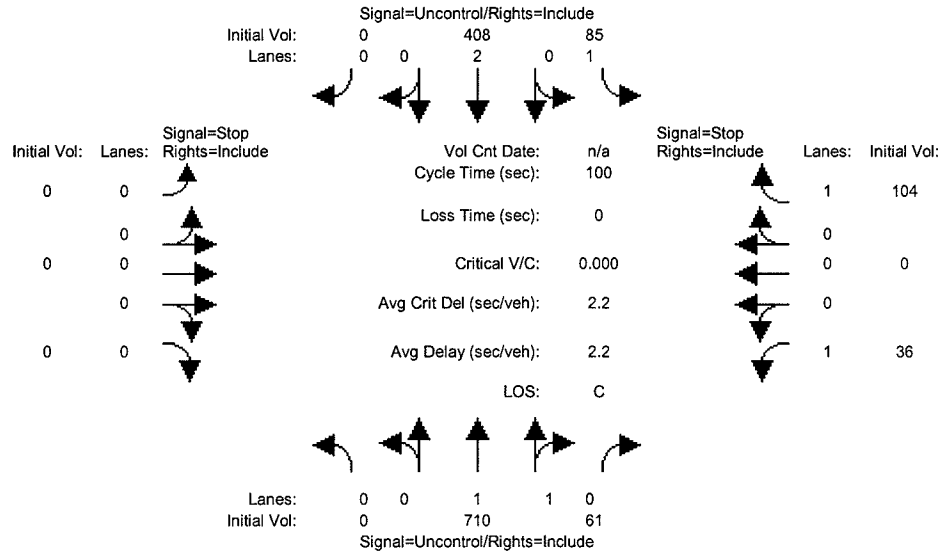 Signal=Uncontrol/Rights=Include
Initial Vol: 0 408 85
Lanes: 0 0 2 0 1
Signal=Stop
Initial Vol: Lanes: Rights=Include
Vol Cnt Date: n/a
Signal=Stop
Rights=Include Lanes: Initial Vol:
Cycle Time (sec): 100
0 0
1 104
Loss Time (sec): 0
0
0
0 0
Critical V/C: 0.000
0 0
0
Avg Crit Del (sec/veh): 2.2
0
0 0
Avg Delay (sec/veh): 2.2
1 36
LOS: C
Lanes: 0 0 1 1 0
Initial Vol: 0 710 61
Signal=Uncontrol/Rights=Include